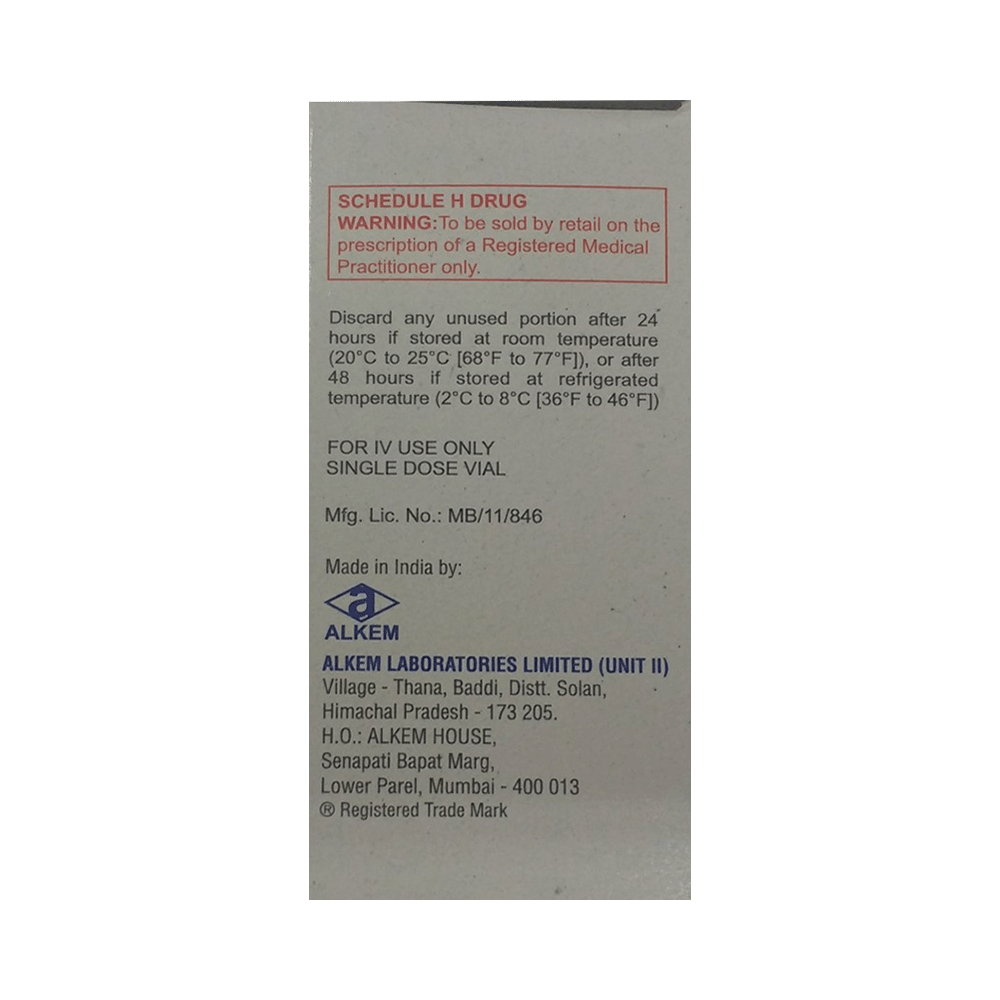 SCHEDULE H DRUG
WARNING:To be sold by retail on the
prescription of a Registered Medical
Practitioner only.
Discard any unused portion after 24
hours if stored at room temperature
(20°C to 25°C [68°F to 77°F]), or after
48 hours if stored at refrigerated
temperature (2°C to 8°C [36°F to 46°F])
FOR IV USE ONLY
SINGLE DOSE VIAL
Mfg. Lic. No.: MB/11/846
Made in India by:
a
ALKEM
ALKEM LABORATORIES LIMITED (UNIT II)
Village - Thana, Baddi, Distt. Solan,
Himachal Pradesh - 173 205.
H.O.: ALKEM HOUSE,
Senapati Bapat Marg,
Lower Parel, Mumbai - 400 013
® Registered Trade Mark